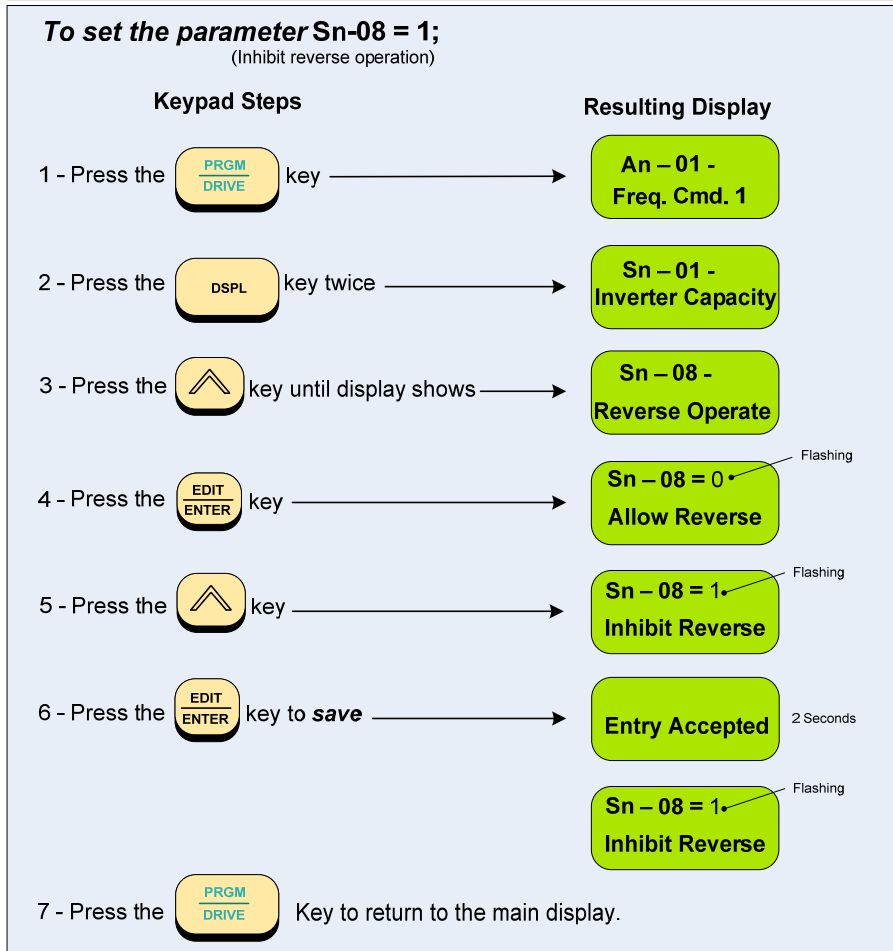 To set the parameter Sn-08 = 1;
(Inhibit reverse operation)
Keypad Steps
Resulting Display
1 - Press the PRGM DRIVE key
An – 01 -
Freq. Cmd. 1
2 - Press the DSPL key twice
Sn – 01 -
Inverter Capacity
3 - Press the key until display shows
Sn – 08 -
Reverse Operate
4 - Press the EDIT ENTER key
Flashing
Sn – 08 = 0
Allow Reverse
5 - Press the key
Flashing
Sn – 08 = 1
Inhibit Reverse
6 - Press the EDIT ENTER key to save
Entry Accepted
2 Seconds
Flashing
Sn – 08 = 1
Inhibit Reverse
7 - Press the PRGM DRIVE Key to return to the main display.